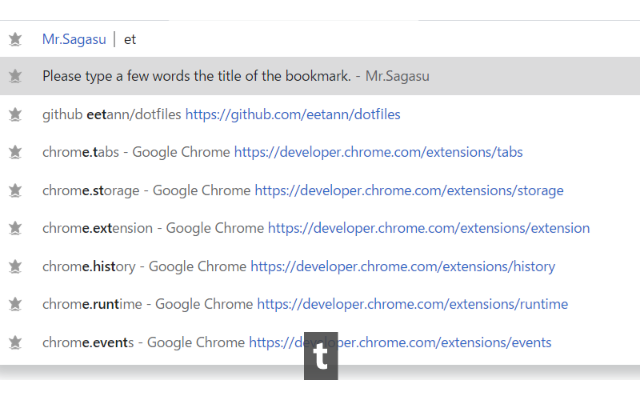 Mr.Sagasu | et
Please type a few words the title of the bookmark. - Mr.Sagasu
github eetann/dotfiles https://github.com/eetann/dotfiles
chrome.tabs - Google Chrome https://developer.chrome.com/extensions/tabs
chrome.storage - Google Chrome https://developer.chrome.com/extensions/storage
chrome.extension - Google Chrome https://developer.chrome.com/extensions/extension
chrome.history - Google Chrome https://developer.chrome.com/extensions/history
chrome.runtime - Google Chrome https://developer.chrome.com/extensions/runtime
chrome.events - Google Chrome https://developer.chrome.com/extensions/events
t